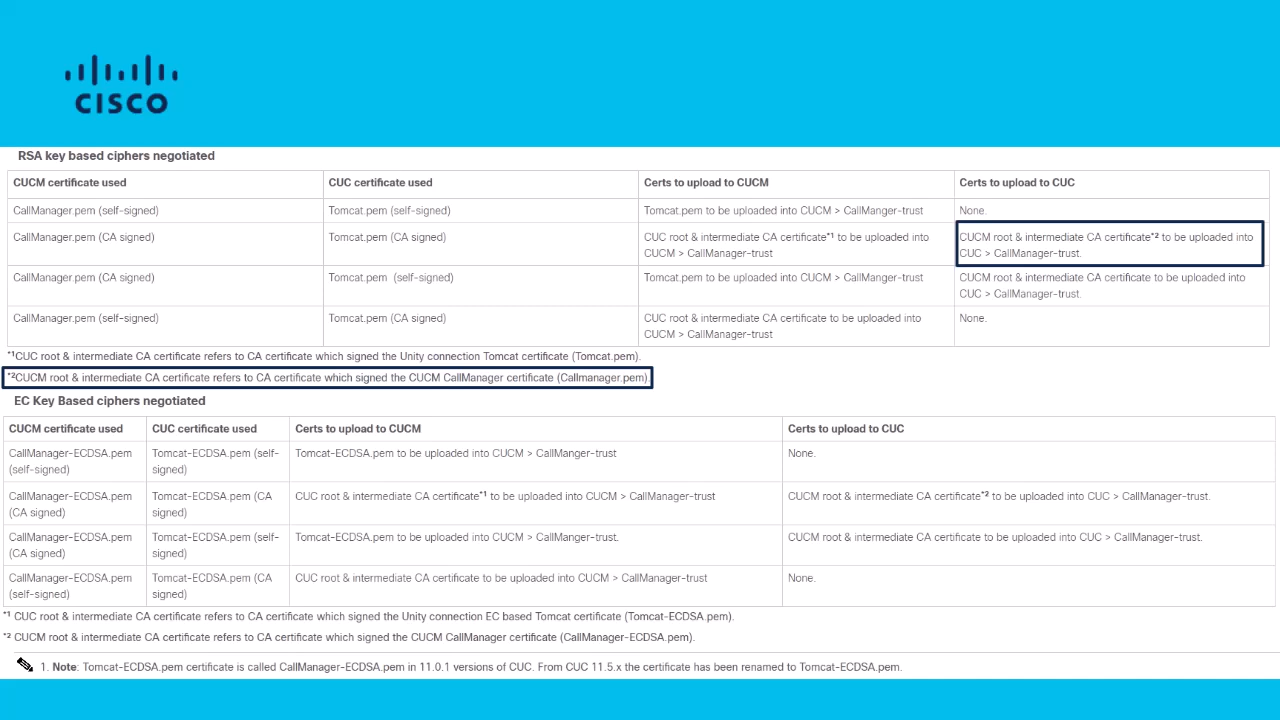 CISCO
RSA key based ciphers negotiated
CUCM certificate used
CUC certificate used
Certs to upload to CUCM
Certs to upload to CUC
CallManager.pem (self-signed)
Tomcat.pem (self-signed)
Tomcat.pem to be uploaded into CUCM > CallManger-trust
None.
CallManager.pem (CA signed)
Tomcat.pem (CA signed)
CUC root & intermediate CA certificate*1 to be uploaded into
CUCM > CallManager-trust
CUCM root & intermediate CA certificate*2 to be uploaded into
CUC > CallManager-trust.
CallManager.pem (CA signed)
Tomcat.pem (self-signed)
Tomcat.pem to be uploaded into CUCM > CallManger-trust
CUCM root & intermediate CA certificate to be uploaded into
CUC > CallManager-trust.
CallManager.pem (self-signed)
Tomcat.pem (CA signed)
CUC root & intermediate CA certificate to be uploaded into
CUCM > CallManager-trust
None.
*1CUC root & intermediate CA certificate refers to CA certificate which signed the Unity connection Tomcat certificate (Tomcat.pem).
*2CUCM root & intermediate CA certificate refers to CA certificate which signed the CUCM CallManager certificate (Callmanager.pem).
EC Key Based ciphers negotiated
CUCM certificate used
CUC certificate used
Certs to upload to CUCM
Certs to upload to CUC
CallManager-ECDSA.pem
(self-signed)
Tomcat-ECDSA.pem (self-
signed)
Tomcat-ECDSA.pem to be uploaded into CUCM > CallManger-trust
None.
CallManager-ECDSA.pem
(CA signed)
Tomcat-ECDSA.pem (CA
signed)
CUC root & intermediate CA certificate*1 to be uploaded into CUCM > CallManager-trust
CUCM root & intermediate CA certificate*2 to be uploaded into CUC > CallManager-trust.
CallManager-ECDSA.pem
(CA signed)
Tomcat-ECDSA.pem (self-
signed)
Tomcat-ECDSA.pem to be uploaded into CUCM > CallManger-trust.
CUCM root & intermediate CA certificate to be uploaded into CUC > CallManager-trust.
CallManager-ECDSA.pem
(self-signed)
Tomcat-ECDSA.pem (CA
signed)
CUC root & intermediate CA certificate to be uploaded into CUCM > CallManager-trust
None.
*1 CUC root & intermediate CA certificate refers to CA certificate which signed the Unity connection EC based Tomcat certificate (Tomcat-ECDSA.pem).
*2 CUCM root & intermediate CA certificate refers to CA certificate which signed the CUCM CallManager certificate (CallManager-ECDSA.pem).
1. Note: Tomcat-ECDSA.pem certificate is called CallManager-ECDSA.pem in 11.0.1 versions of CUC. From CUC 11.5.x the certificate has been renamed to Tomcat-ECDSA.pem.